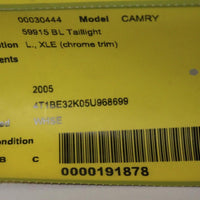 00030444 Model CAMRY
59915 BL Taillight
ition L., XLE (chrome trim)
ents
2005
4T1BE32K05U968699
ondition
B C 0000191878